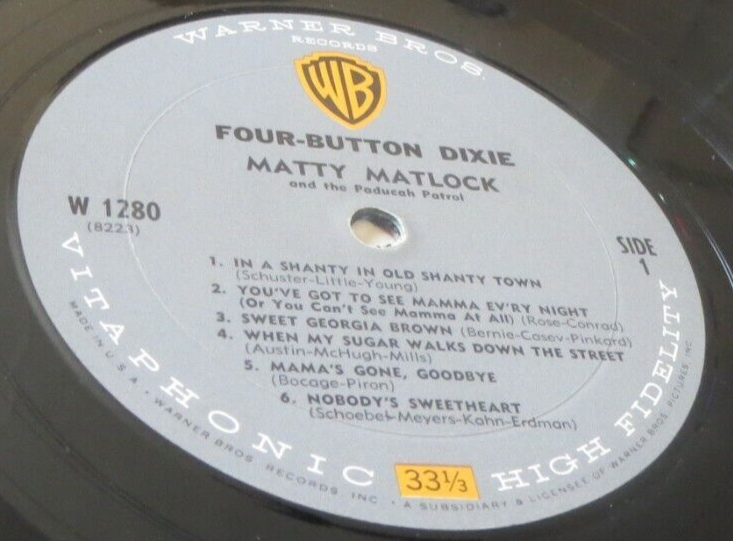 WARNER BROS.
RECORDS
WB
FOUR-BUTTON DIXIE
MATTY MATLOCK
and the Paducah Patrol
W 1280
(8223)
SIDE
1
1. IN A SHANTY IN OLD SHANTY TOWN
(Schuster-Little-Young)
2. YOU'VE GOT TO SEE MAMMA EV'RY NIGHT
(Or You Can't See Mamma At All) (Rose-Conrad)
3. SWEET GEORGIA BROWN (Bernie-Casey-Pinkard)
4. WHEN MY SUGAR WALKS DOWN THE STREET
(Austin-McHugh-Mills)
5. MAMA'S GONE, GOODBYE
(Bocage-Piron)
6. NOBODY'S SWEETHEART
(Schoebel-Meyers-Kahn-Erdman)
VITAPHONIC 33⅓ HIGH FIDELITY
MADE IN U.S.A. • WARNER BROS. RECORDS INC. • A SUBSIDIARY & LICENSEE OF WARNER BROS. PICTURES, INC.